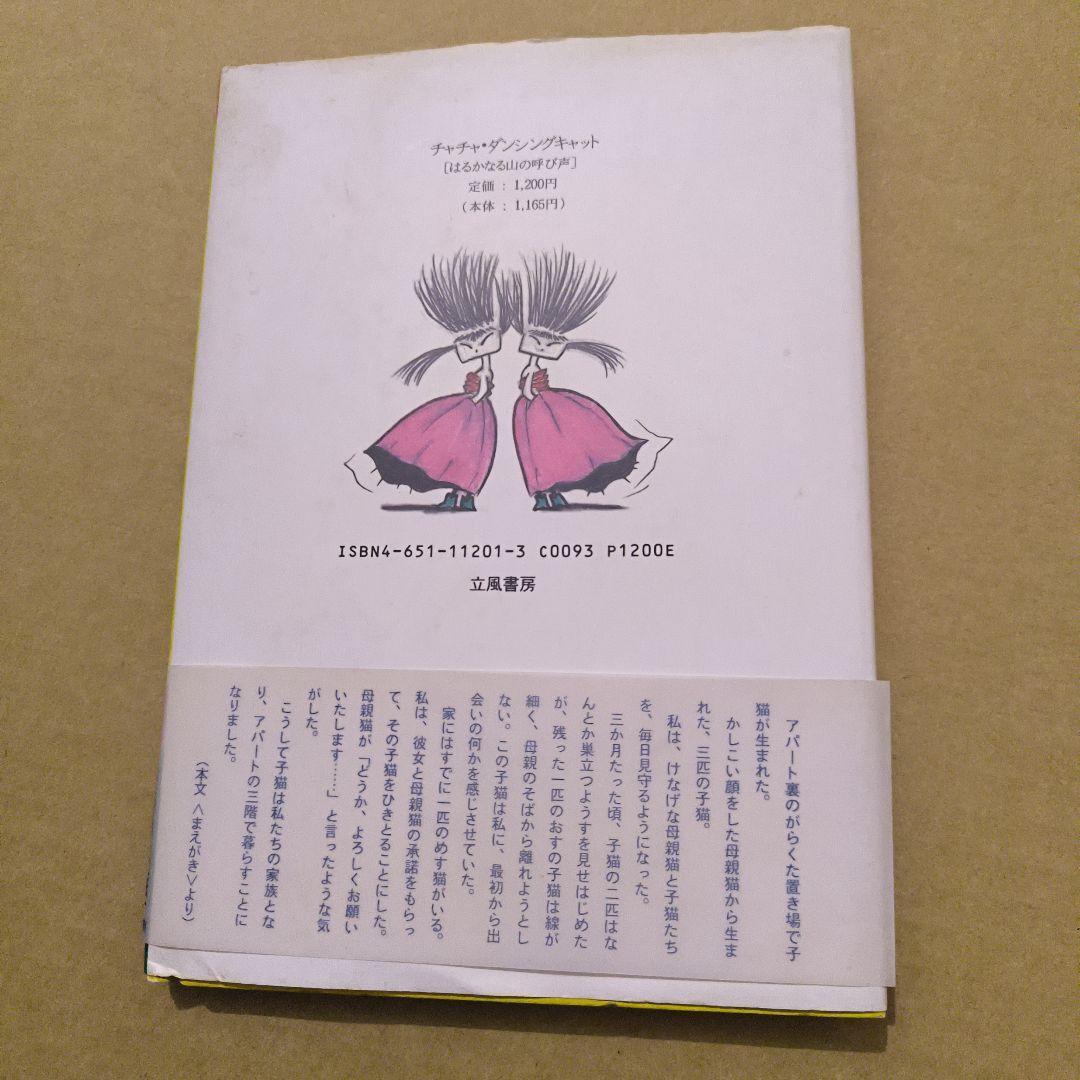 チャチャ・ダンシングキャット
[はるかなる山の呼び声]
定価 : 1,200円
(本体 : 1,165円)
ISBN4-651-11201-3 C0093 P1200E
立風書房
アパート裏のがらくた置き場で子
猫が生まれた。
かしこい顔をした母親猫から生ま
れた、三匹の子猫。
私は、けなげな母親猫と子猫たち
を、毎日見守るようになった。
三か月たった頃、子猫の二匹はな
んとか巣立つようすを見せはじめた
が、残った一匹のおすの子猫は線が
細く、母親のそばから離れようとし
ない。この子猫は私に、最初から出
会いの何かを感じさせていた。
家にはすでに一匹のめす猫がいる。
私は、彼女と母親猫の承諾をもらっ
て、その子猫をひきとることにした。
母親猫が「どうか、よろしくお願い
いたします……」と言ったような気
がした。
こうして子猫は私たちの家族とな
り、アパートの三階で暮らすことに
なりました。
(本文<まえがき>より)